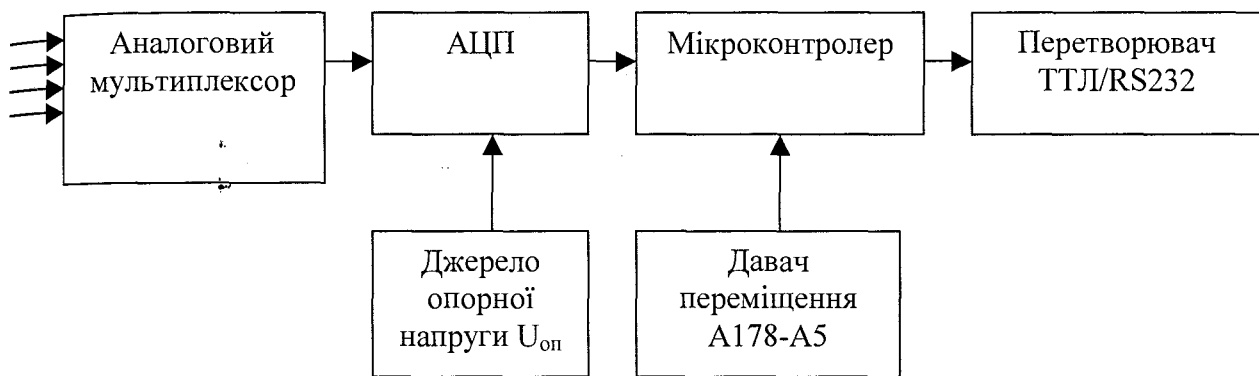 Аналоговий
мультиплексор
АЦП
Мікроконтролер
Перетворювач
ТТЛ/RS232
Джерело
опорної
напруги Uоп
Давач
переміщення
А178-А5